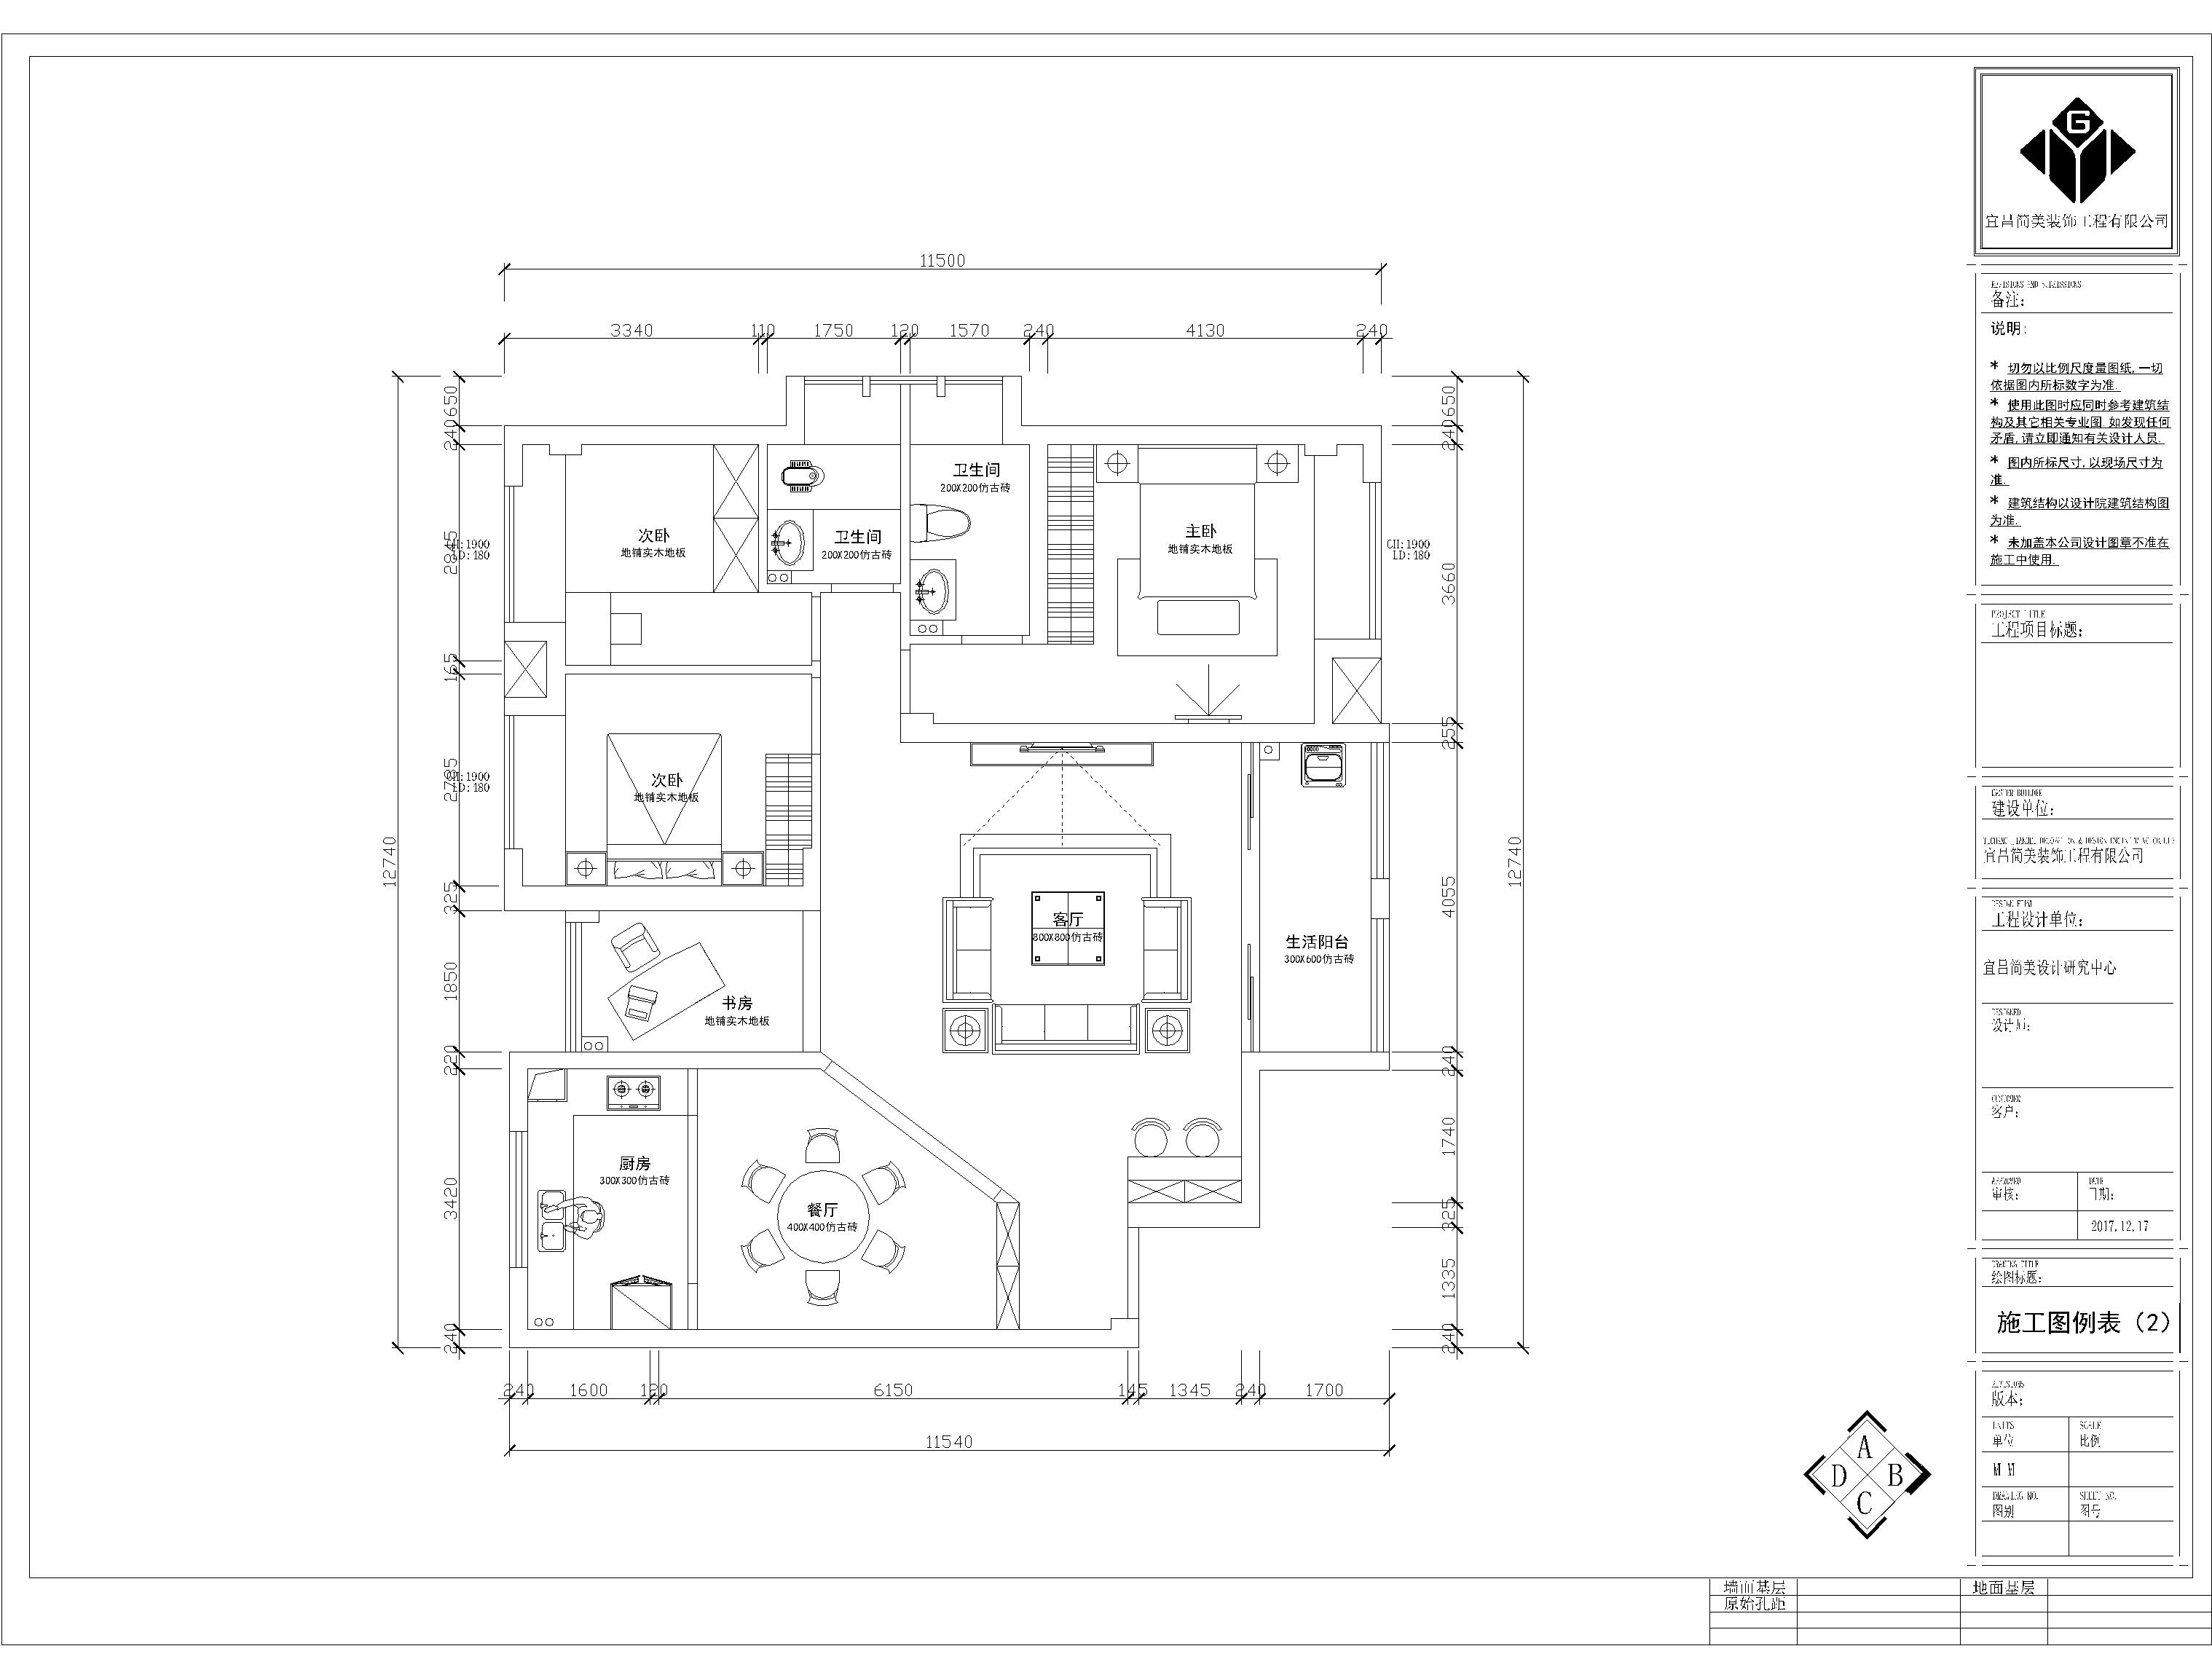 宜昌简美装饰工程有限公司
备注:
说明:
* 切勿以比例尺度量图纸,一切
依据图内所标数字为准.
* 使用此图时应同时参考建筑结
构及其它相关专业图.如发现任何
矛盾,请立即通知有关设计人员.
* 图内所标尺寸,以现场尺寸为
准.
* 建筑结构以设计院建筑结构图
为准.
* 未加盖本公司设计图章不准在
施工中使用.
PROJECT TITLE
工程项目标题:
建设单位:
宜昌简美装饰工程有限公司
工程设计单位:
宜昌简美设计研究中心
DESIGNED
设计师:
CUSTOMER
客户:
APPROVED
审核:
DATE
日期:
2017.12.17
DRAWING TITLE
绘图标题:
施工图例表（2）
版本:
UNITS
单位
SCALE
比例
M M
DRAWING NO.
图别
SHEET NO.
图号
墙面基层
地面基层
原始孔距
A
B
C
D
11500
3340
110
1750
120
1570
240
4130
240
12740
650
240
2845
165
2785
325
1850
220
3420
240
CH:1900
LD:180
CH:1900
LD:180
CH:1900
LD:180
650
240
3660
255
4055
240
1740
325
1335
240
12740
次卧
地铺实木地板
卫生间
200X200仿古砖
卫生间
200X200仿古砖
主卧
地铺实木地板
次卧
地铺实木地板
客厅
800X800仿古砖
生活阳台
300X600仿古砖
书房
地铺实木地板
厨房
300X300仿古砖
餐厅
400X400仿古砖
240
1600
120
6150
145
1345
240
1700
11540